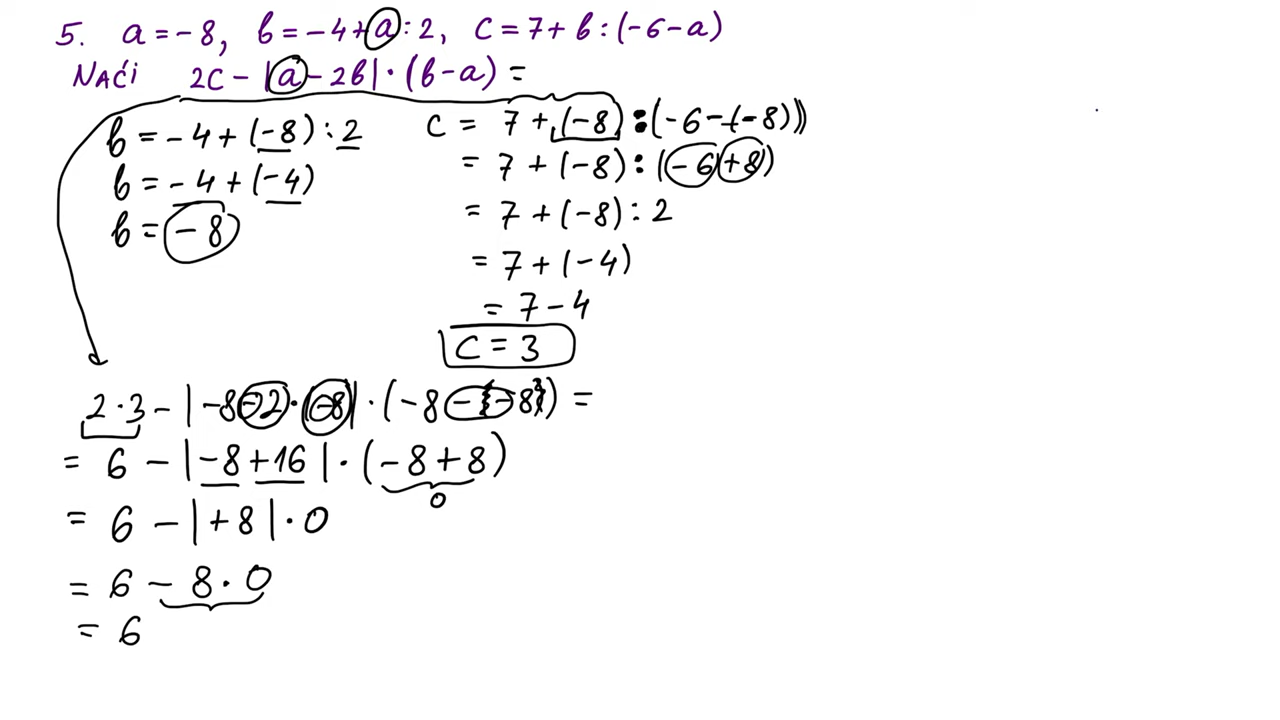 5. a = -8, b = -4 + a : 2, c = 7 + b : (-6 - a)
NAĆI 2c - |a - 2b| · (b - a) =
b = -4 + (-8) : 2
b = -4 + (-4)
b = -8
c = 7 + (-8) : (-6 - (-8))
= 7 + (-8) : (-6 + 8)
= 7 + (-8) : 2
= 7 + (-4)
= 7 - 4
c = 3
2 · 3 - |-8 - 2 · (-8)| · (-8 - (-8)) =
= 6 - |-8 + 16| · (-8 + 8)
0
= 6 - |+8| · 0
= 6 - 8 · 0
= 6